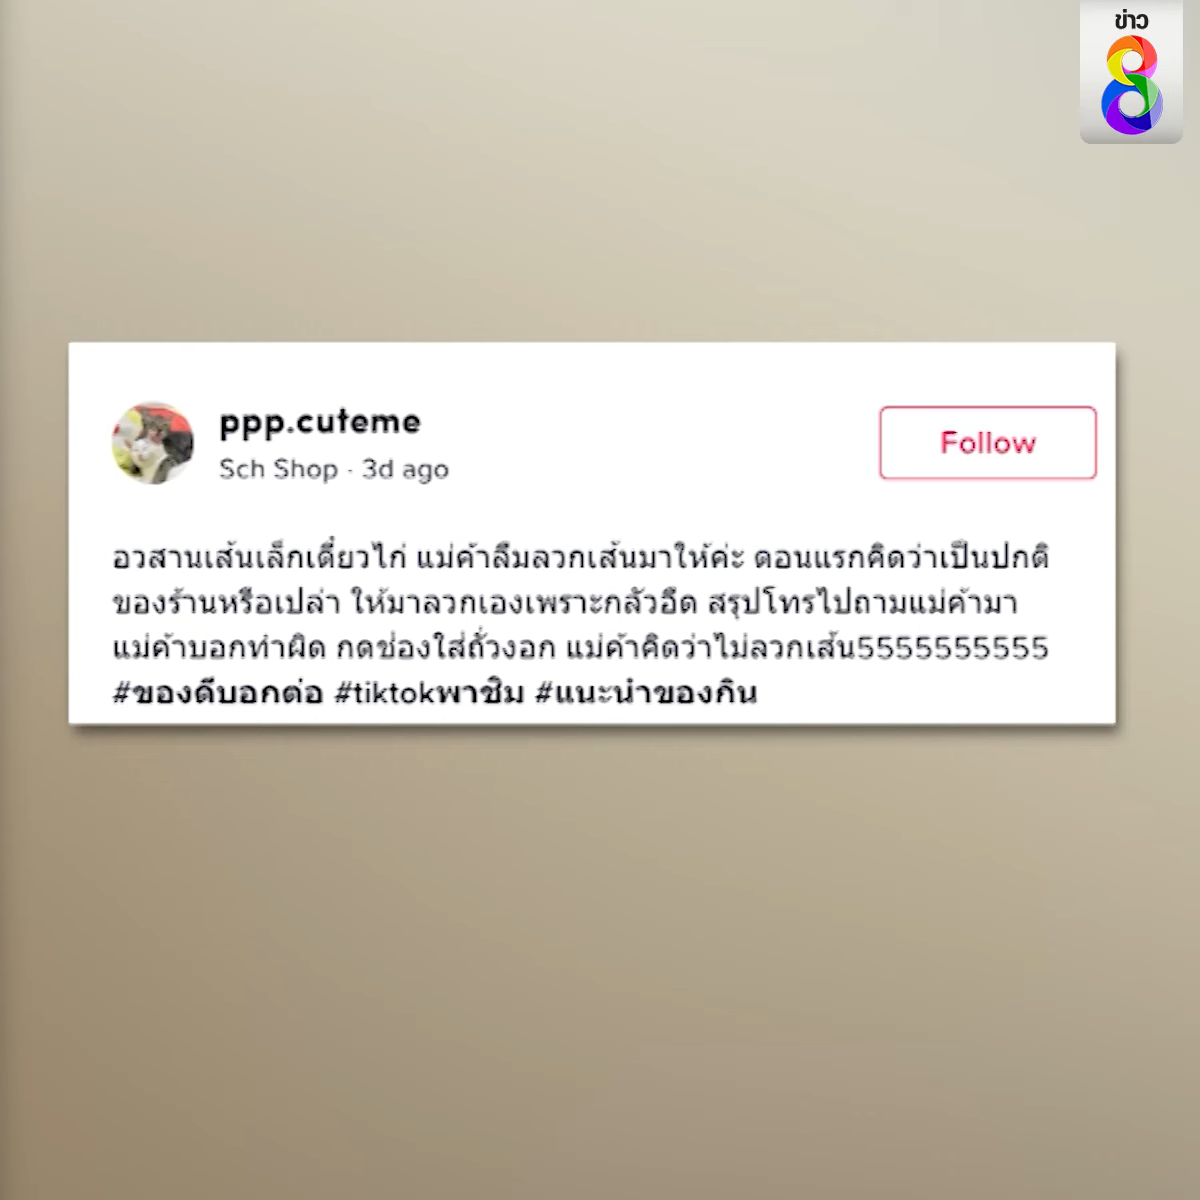 ข่าว
8
ppp.cuteme
Sch Shop · 3d ago
Follow
อวสานเส้นเล็กเตี๋ยวไก่ แม่ค้าลืมลวกเส้นมาให้ค่ะ ตอนแรกคิดว่าเป็นปกติ
ของร้านหรือเปล่า ให้มาลวกเองเพราะกลัวอืด สรุปโทรไปถามแม่ค้ามา
แม่ค้าบอกทำผิด กดช่องใส่ถั่วงอก แม่ค้าคิดว่าไม่ลวกเส้น5555555555
#ของดีบอกต่อ #tiktokพาชิม #แนะนำของกิน